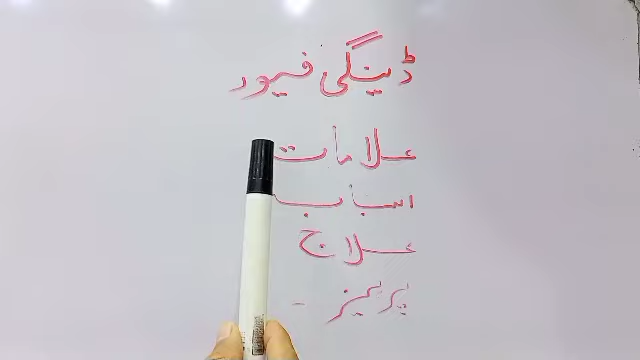 ڈینگی فیور
علامات
اسباب
علاج
پرہیز -